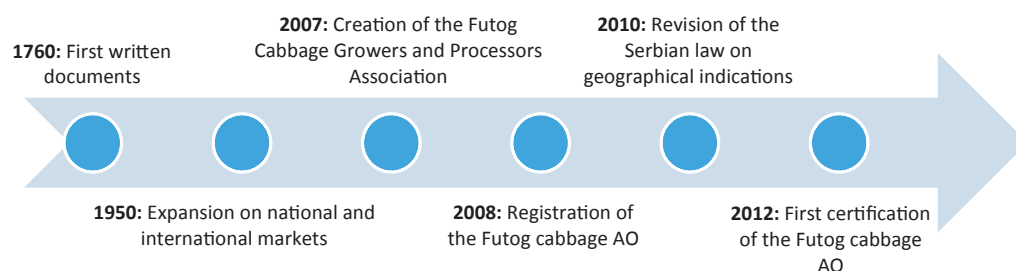 1760: First written
documents
1950: Expansion on national and
international markets
2007: Creation of the Futog
Cabbage Growers and Processors
Association
2008: Registration of
the Futog cabbage AO
2010: Revision of the
Serbian law on
geographical indications
2012: First certification
of the Futog cabbage
AO